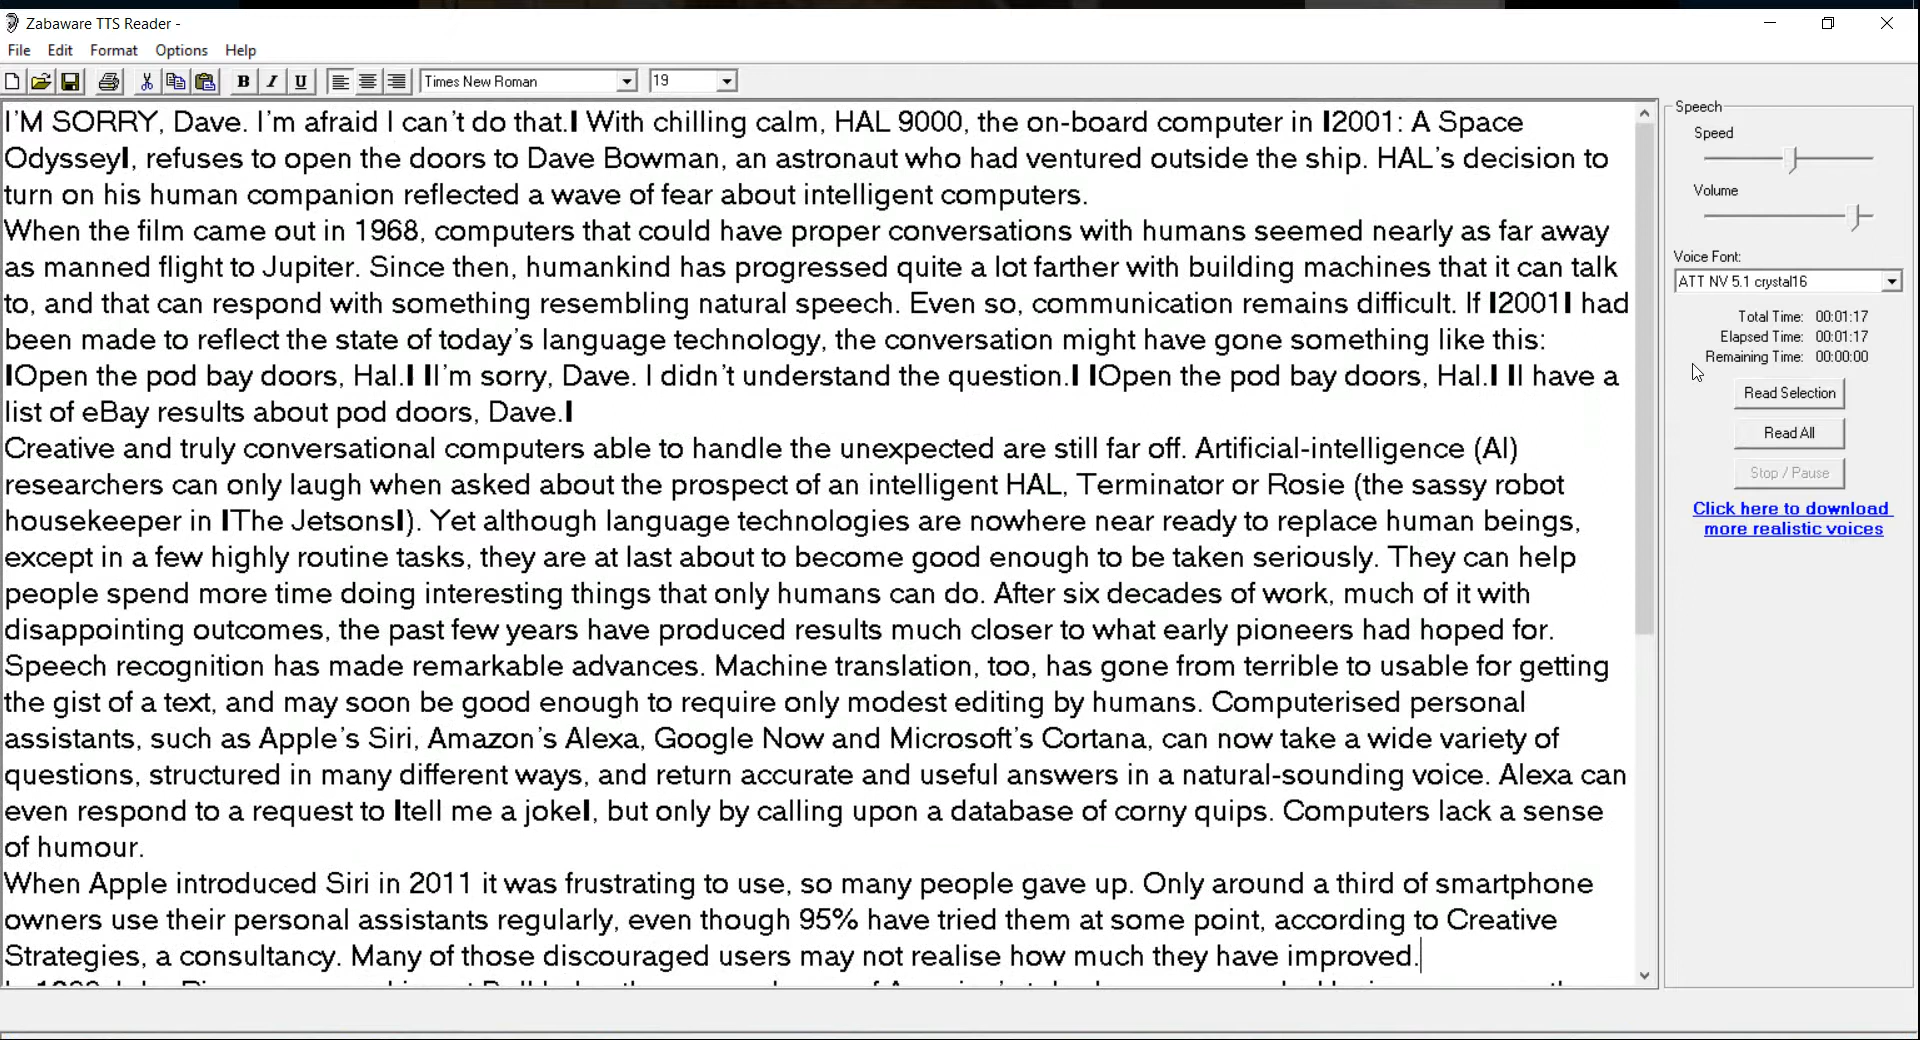 Zabaware TTS Reader -
File Edit Format Options Help
B I U Times New Roman 19
I'M SORRY, Dave. I'm afraid I can't do that.I With chilling calm, HAL 9000, the on-board computer in I2001: A Space
OdysseyI, refuses to open the doors to Dave Bowman, an astronaut who had ventured outside the ship. HAL's decision to
turn on his human companion reflected a wave of fear about intelligent computers.
When the film came out in 1968, computers that could have proper conversations with humans seemed nearly as far away
as manned flight to Jupiter. Since then, humankind has progressed quite a lot farther with building machines that it can talk
to, and that can respond with something resembling natural speech. Even so, communication remains difficult. If I2001I had
been made to reflect the state of today's language technology, the conversation might have gone something like this:
IOpen the pod bay doors, Hal.I II'm sorry, Dave. I didn't understand the question.I IOpen the pod bay doors, Hal.I II have a
list of eBay results about pod doors, Dave.I
Creative and truly conversational computers able to handle the unexpected are still far off. Artificial-intelligence (AI)
researchers can only laugh when asked about the prospect of an intelligent HAL, Terminator or Rosie (the sassy robot
housekeeper in IThe JetsonsI). Yet although language technologies are nowhere near ready to replace human beings,
except in a few highly routine tasks, they are at last about to become good enough to be taken seriously. They can help
people spend more time doing interesting things that only humans can do. After six decades of work, much of it with
disappointing outcomes, the past few years have produced results much closer to what early pioneers had hoped for.
Speech recognition has made remarkable advances. Machine translation, too, has gone from terrible to usable for getting
the gist of a text, and may soon be good enough to require only modest editing by humans. Computerised personal
assistants, such as Apple's Siri, Amazon's Alexa, Google Now and Microsoft's Cortana, can now take a wide variety of
questions, structured in many different ways, and return accurate and useful answers in a natural-sounding voice. Alexa can
even respond to a request to Itell me a jokeI, but only by calling upon a database of corny quips. Computers lack a sense
of humour.
When Apple introduced Siri in 2011 it was frustrating to use, so many people gave up. Only around a third of smartphone
owners use their personal assistants regularly, even though 95% have tried them at some point, according to Creative
Strategies, a consultancy. Many of those discouraged users may not realise how much they have improved.
Speech
Speed
Volume
Voice Font:
ATT NV 5.1 crystal16
Total Time: 00:01:17
Elapsed Time: 00:01:17
Remaining Time: 00:00:00
Read Selection
Read All
Stop / Pause
Click here to download
more realistic voices